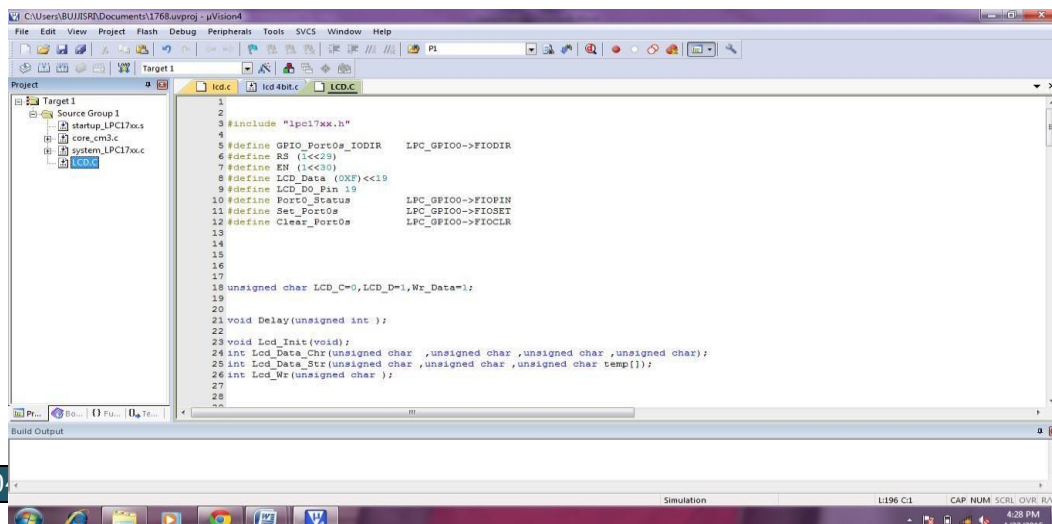 C:\Users\BUJJISRI\Documents\1768.uvproj - µVision4
File Edit View Project Flash Debug Peripherals Tools SVCS Window Help
P1
Target 1
Project
lcd.c lcd 4bit.c LCD.C
Target 1
Source Group 1
startup_LPC17xx.s
core_cm3.c
system_LPC17xx.c
LCD.C
1
2
3 #include "lpc17xx.h"
4
5 #define GPIO_Port0s_IODIR LPC_GPIO0->FIODIR
6 #define RS (1<<29)
7 #define EN (1<<30)
8 #define LCD_Data (0XF)<<19
9 #define LCD_D0_Pin 19
10 #define Port0_Status LPC_GPIO0->FIOPIN
11 #define Set_Port0s LPC_GPIO0->FIOSET
12 #define Clear_Port0s LPC_GPIO0->FIOCLR
13
14
15
16
17
18 unsigned char LCD_C=0,LCD_D=1,Wr_Data=1;
19
20
21 void Delay(unsigned int );
22
23 void Lcd_Init(void);
24 int Lcd_Data_Chr(unsigned char ,unsigned char ,unsigned char ,unsigned char);
25 int Lcd_Data_Str(unsigned char ,unsigned char ,unsigned char temp[]);
26 int Lcd_Wr(unsigned char );
27
28
Pr... Bo... {} Fu... Te...
Build Output
Simulation L:196 C:1 CAP NUM SCRL OVR
4:28 PM